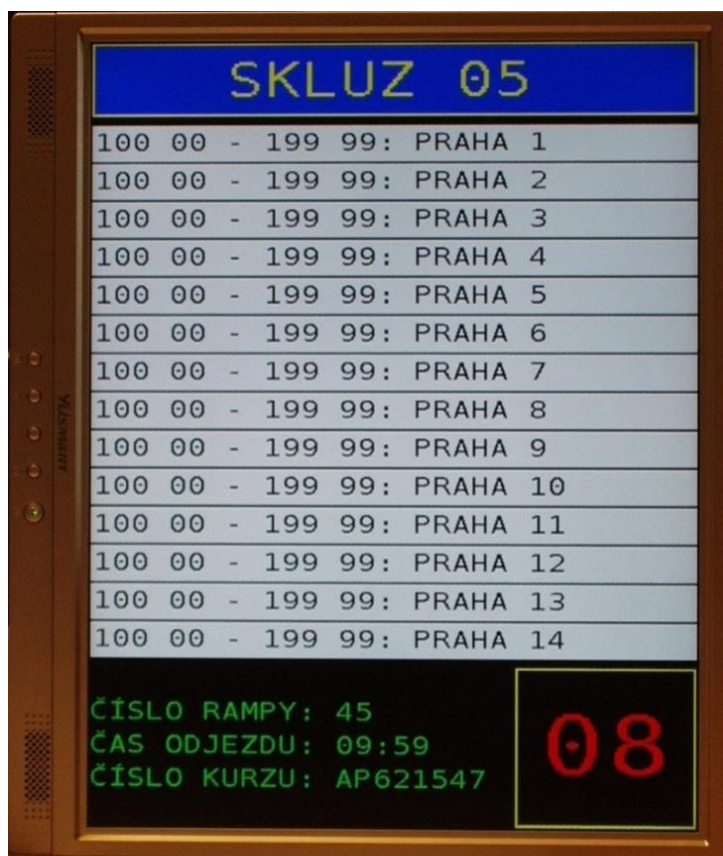 SKLUZ 05
100 00 - 199 99: PRAHA 1
100 00 - 199 99: PRAHA 2
100 00 - 199 99: PRAHA 3
100 00 - 199 99: PRAHA 4
100 00 - 199 99: PRAHA 5
100 00 - 199 99: PRAHA 6
100 00 - 199 99: PRAHA 7
100 00 - 199 99: PRAHA 8
100 00 - 199 99: PRAHA 9
100 00 - 199 99: PRAHA 10
100 00 - 199 99: PRAHA 11
100 00 - 199 99: PRAHA 12
100 00 - 199 99: PRAHA 13
100 00 - 199 99: PRAHA 14
ČÍSLO RAMPY: 45
ČAS ODJEZDU: 09:59
ČÍSLO KURZU: AP621547
08
Yusmart